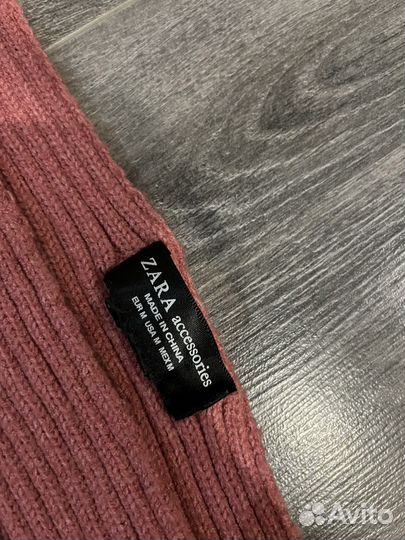 ZARA accessories
MADE IN CHINA
EUR M USA M MEX M
Avito